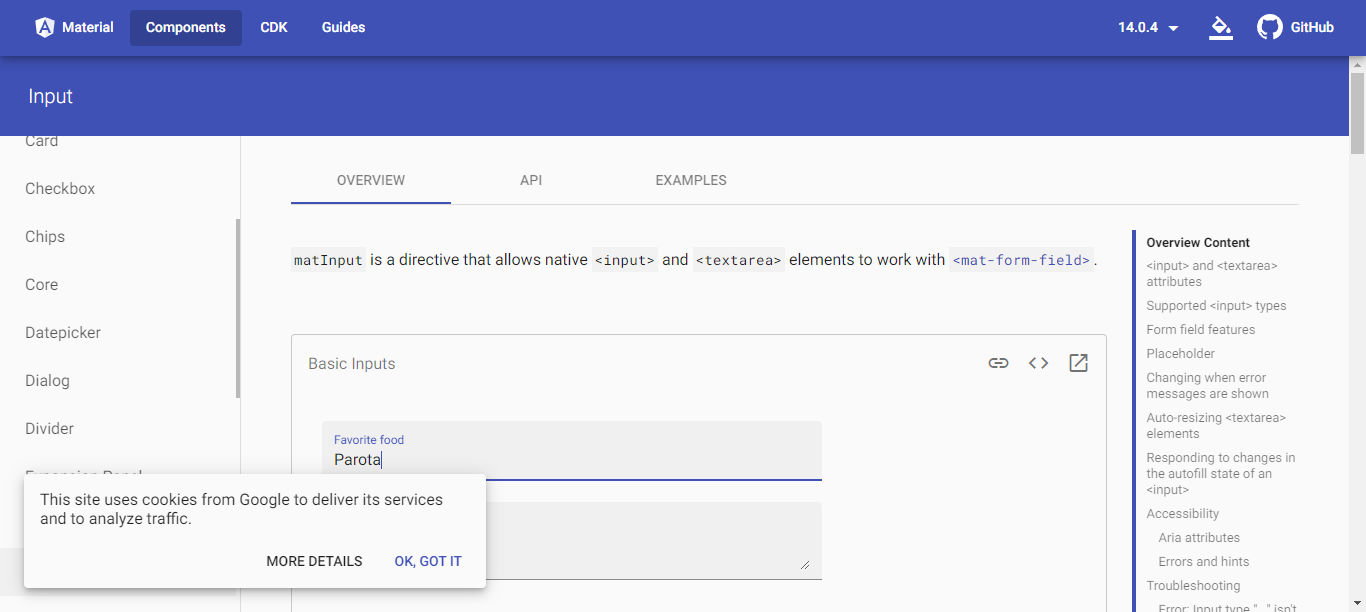 Material
Components
CDK
Guides
14.0.4
GitHub
Input
Card
Checkbox
Chips
Core
Datepicker
Dialog
Divider
OVERVIEW
API
EXAMPLES
matInput is a directive that allows native <input> and <textarea> elements to work with <mat-form-field>.
Basic Inputs
Favorite food
Parota
This site uses cookies from Google to deliver its services
and to analyze traffic.
MORE DETAILS
OK, GOT IT
Overview Content
<input> and <textarea>
attributes
Supported <input> types
Form field features
Placeholder
Changing when error
messages are shown
Auto-resizing <textarea>
elements
Responding to changes in
the autofill state of an
<input>
Accessibility
Aria attributes
Errors and hints
Troubleshooting
Error: Input type "..." isn't